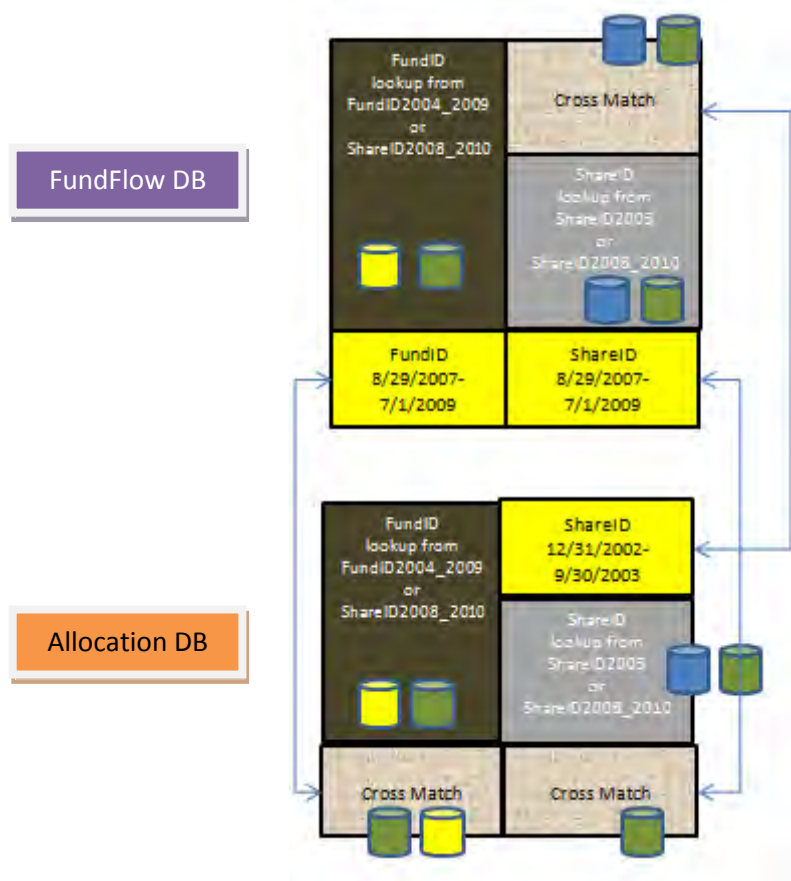 FundFlow DB
FundID
lookup from
FundID2004_2009
or
ShareID2008_2010
Cross Match
ShareID
lookup from
ShareID2005
or
ShareID2008_2010
FundID
8/29/2007-
7/1/2009
ShareID
8/29/2007-
7/1/2009
Allocation DB
FundID
lookup from
FundID2004_2009
or
ShareID2008_2010
ShareID
12/31/2002-
9/30/2003
ShareID
lookup from
ShareID2005
or
ShareID2008_2010
Cross Match
Cross Match